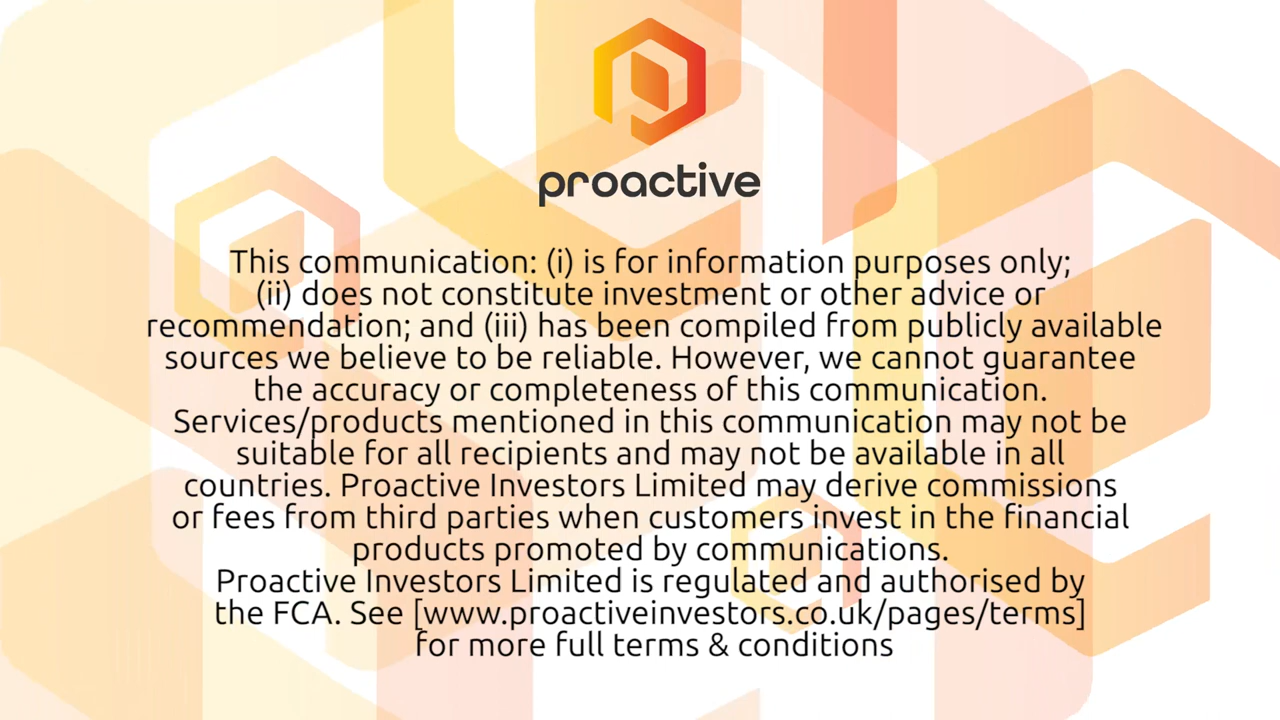 proactive
This communication: (i) is for information purposes only;
(ii) does not constitute investment or other advice or
recommendation; and (iii) has been compiled from publicly available
sources we believe to be reliable. However, we cannot guarantee
the accuracy or completeness of this communication.
Services/products mentioned in this communication may not be
suitable for all recipients and may not be available in all
countries. Proactive Investors Limited may derive commissions
or fees from third parties when customers invest in the financial
products promoted by communications.
Proactive Investors Limited is regulated and authorised by
the FCA. See [www.proactiveinvestors.co.uk/pages/terms]
for more full terms & conditions